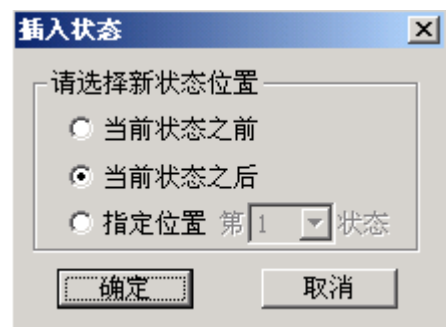 插入状态
请选择新状态位置
当前状态之前
当前状态之后
指定位置 第 1 状态
确定 取消